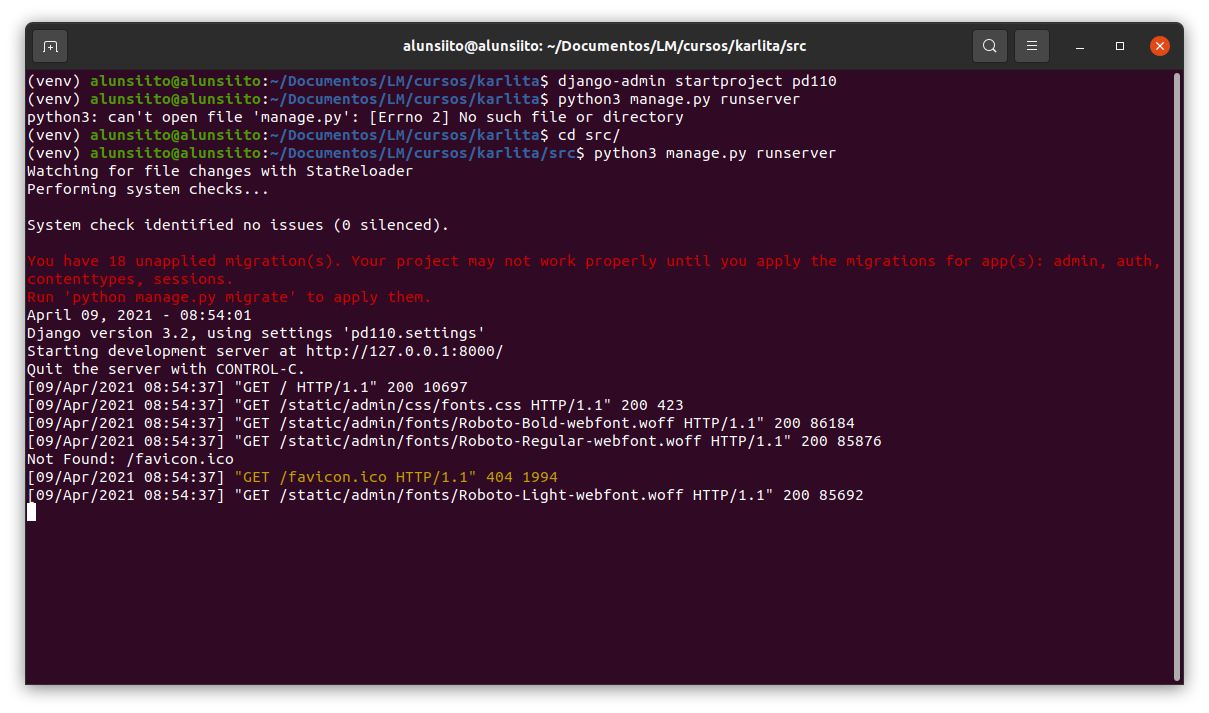 alunsiito@alunsiito: ~/Documentos/LM/cursos/karlita/src
(venv) alunsiito@alunsiito:~/Documentos/LM/cursos/karlita$ django-admin startproject pd110
(venv) alunsiito@alunsiito:~/Documentos/LM/cursos/karlita$ python3 manage.py runserver
python3: can't open file 'manage.py': [Errno 2] No such file or directory
(venv) alunsiito@alunsiito:~/Documentos/LM/cursos/karlita$ cd src/
(venv) alunsiito@alunsiito:~/Documentos/LM/cursos/karlita/src$ python3 manage.py runserver
Watching for file changes with StatReloader
Performing system checks...
System check identified no issues (0 silenced).
You have 18 unapplied migration(s). Your project may not work properly until you apply the migrations for app(s): admin, auth,
contenttypes, sessions.
Run 'python manage.py migrate' to apply them.
April 09, 2021 - 08:54:01
Django version 3.2, using settings 'pd110.settings'
Starting development server at http://127.0.0.1:8000/
Quit the server with CONTROL-C.
[09/Apr/2021 08:54:37] "GET / HTTP/1.1" 200 10697
[09/Apr/2021 08:54:37] "GET /static/admin/css/fonts.css HTTP/1.1" 200 423
[09/Apr/2021 08:54:37] "GET /static/admin/fonts/Roboto-Bold-webfont.woff HTTP/1.1" 200 86184
[09/Apr/2021 08:54:37] "GET /static/admin/fonts/Roboto-Regular-webfont.woff HTTP/1.1" 200 85876
Not Found: /favicon.ico
[09/Apr/2021 08:54:37] "GET /favicon.ico HTTP/1.1" 404 1994
[09/Apr/2021 08:54:37] "GET /static/admin/fonts/Roboto-Light-webfont.woff HTTP/1.1" 200 85692